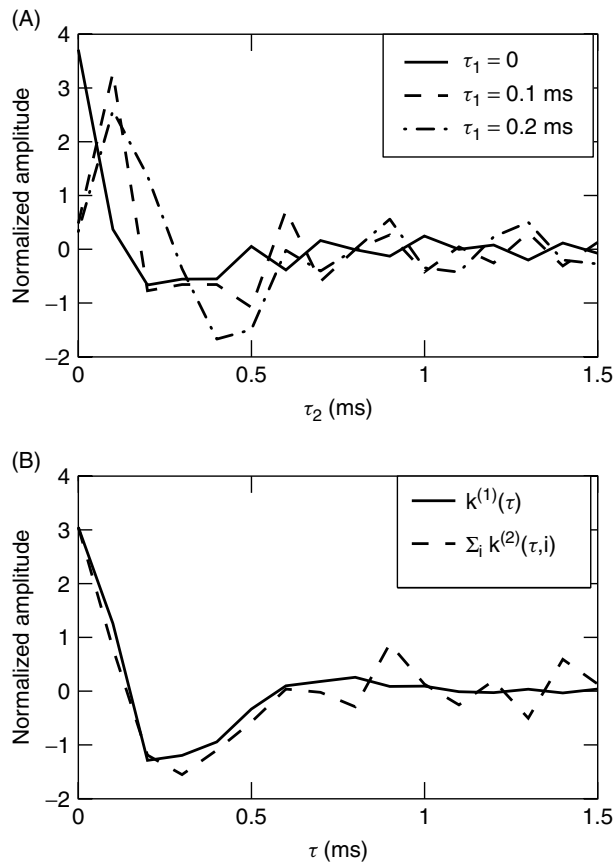 (A)
4
3
2
1
0
−1
−2
Normalized amplitude
τ₁ = 0
τ₁ = 0.1 ms
τ₁ = 0.2 ms
0
0.5
1
1.5
τ₂ (ms)
(B)
4
3
2
1
0
−1
−2
Normalized amplitude
k⁽¹⁾(τ)
Σᵢ k⁽²⁾(τ,i)
0
0.5
1
1.5
τ (ms)